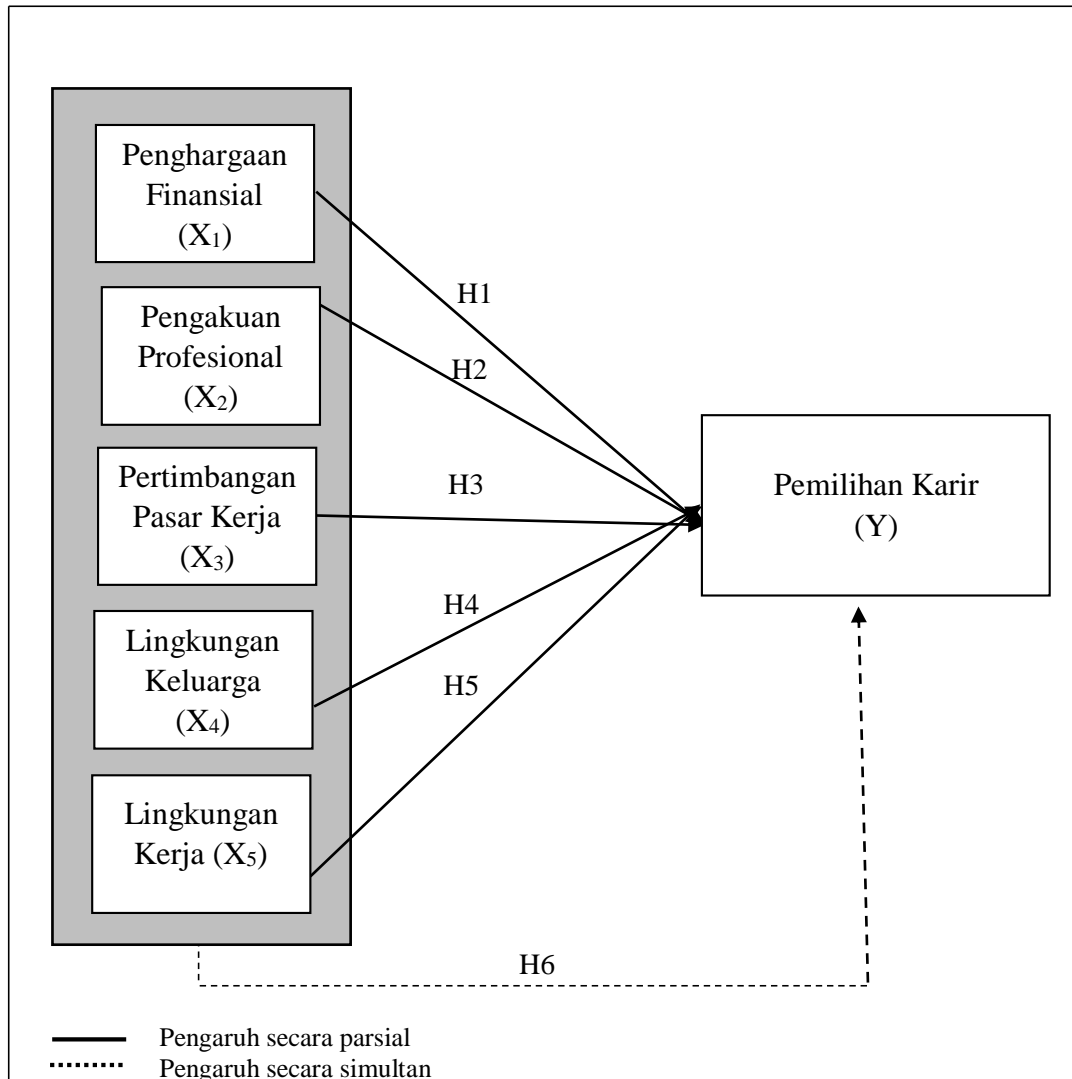 Penghargaan
Finansial
(X₁)
H1
Pengakuan
Profesional
(X₂)
H2
Pertimbangan
Pasar Kerja
(X₃)
H3
Pemilihan Karir
(Y)
Lingkungan
Keluarga
(X₄)
H4
Lingkungan
Kerja (X₅)
H5
H6
Pengaruh secara parsial
Pengaruh secara simultan